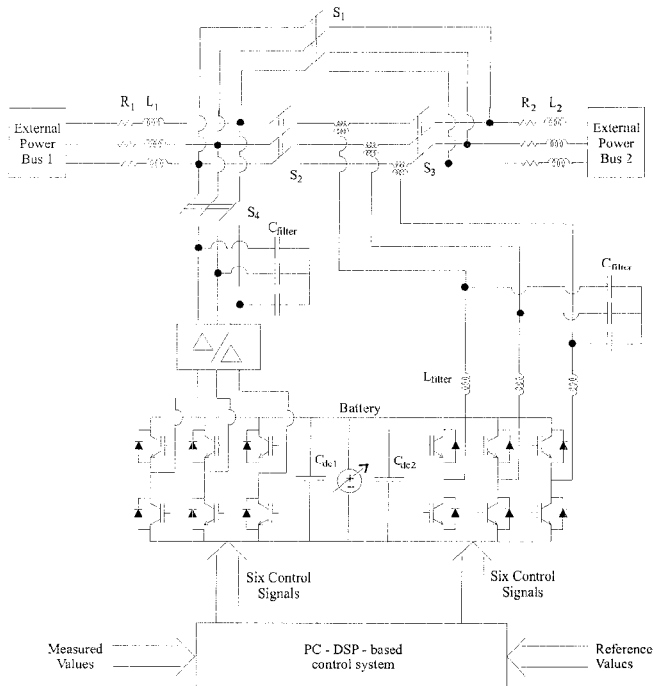 S1
R1 L1
R2 L2
External
Power
Bus 1
External
Power
Bus 2
S2
S3
S4
Cfilter
Cfilter
Lfilter
Battery
Cdc1
Cdc2
Six Control
Signals
Six Control
Signals
Measured
Values
PC - DSP - based
control system
Reference
Values